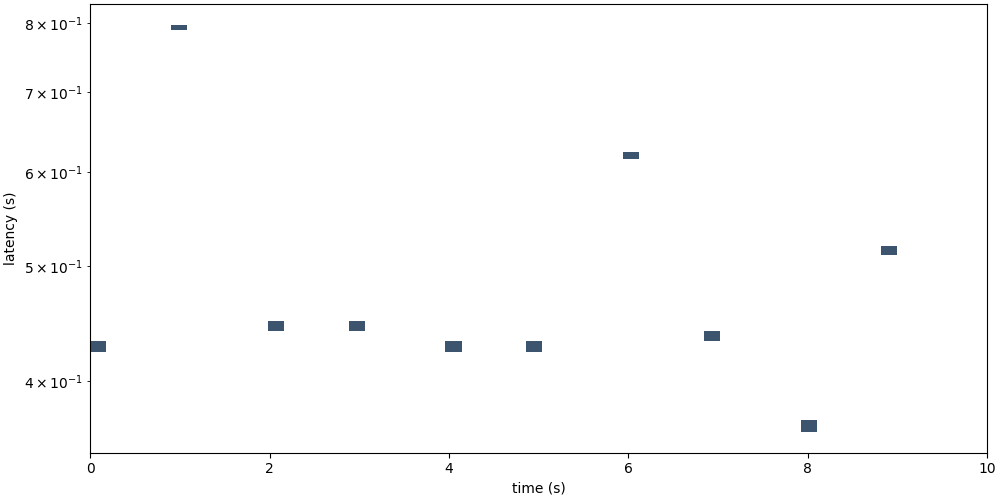 8 × 10⁻¹
7 × 10⁻¹
6 × 10⁻¹
5 × 10⁻¹
4 × 10⁻¹
latency (s)
0 2 4 6 8 10
time (s)